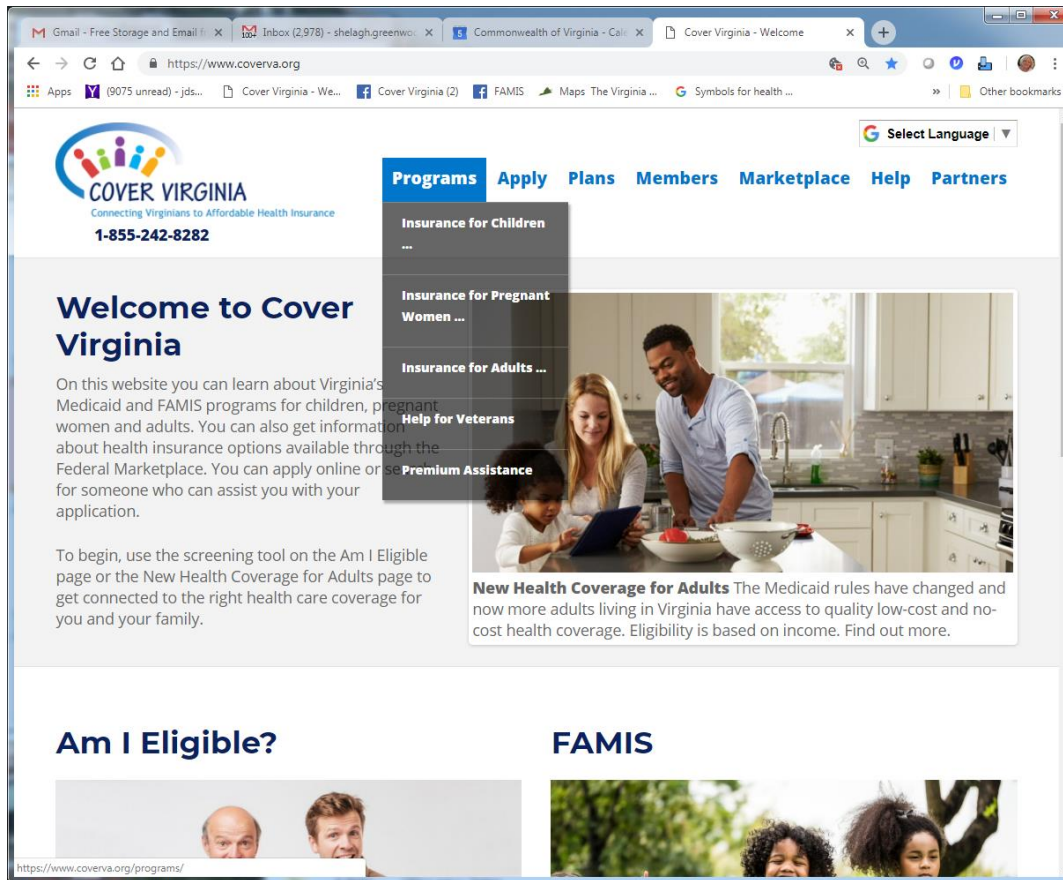 Gmail - Free Storage and Email f
Inbox (2,978) - shelagh.greenwoo
Commonwealth of Virginia - Cale
Cover Virginia - Welcome
https://www.coverva.org
Apps
(9075 unread) - jds...
Cover Virginia - We...
Cover Virginia (2)
FAMIS
Maps The Virginia ...
Symbols for health ...
»
Other bookmarks
Select Language ▼
COVER VIRGINIA
Connecting Virginians to Affordable Health Insurance
1-855-242-8282
Programs Apply Plans Members Marketplace Help Partners
Insurance for Children
...
Insurance for Pregnant
Women ...
Insurance for Adults ...
Help for Veterans
Premium Assistance
Welcome to Cover
Virginia
On this website you can learn about Virginia's
Medicaid and FAMIS programs for children, pregnant
women and adults. You can also get information
about health insurance options available through the
Federal Marketplace. You can apply online or search
for someone who can assist you with your
application.
To begin, use the screening tool on the Am I Eligible
page or the New Health Coverage for Adults page to
get connected to the right health care coverage for
you and your family.
New Health Coverage for Adults The Medicaid rules have changed and
now more adults living in Virginia have access to quality low-cost and no-
cost health coverage. Eligibility is based on income. Find out more.
Am I Eligible?
FAMIS
https://www.coverva.org/programs/